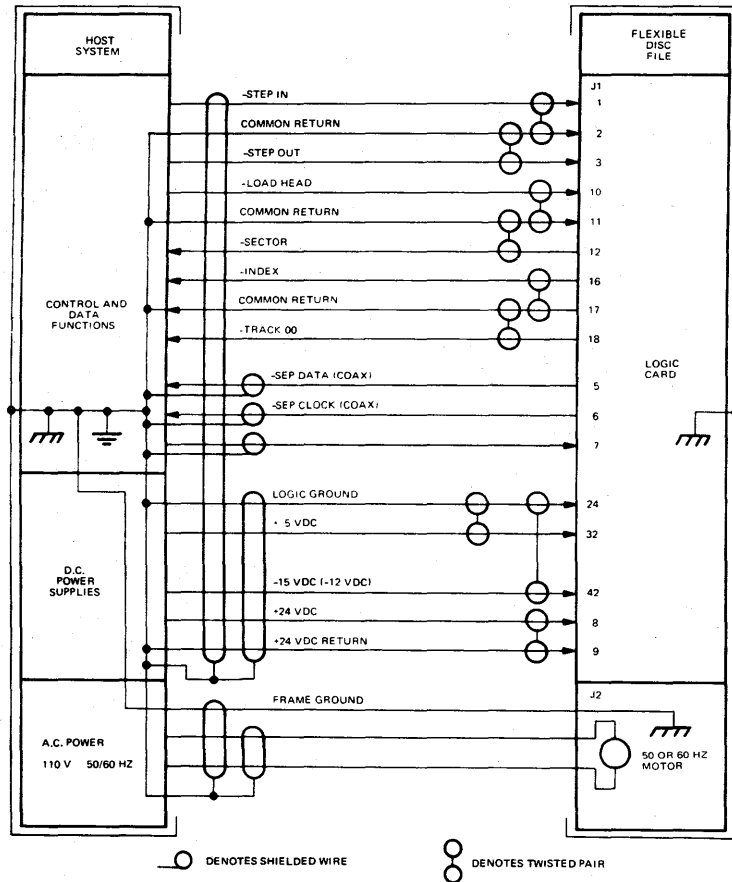 HOST
SYSTEM
FLEXIBLE
DISC
FILE
J1
-STEP IN
1
COMMON RETURN
2
-STEP OUT
3
-LOAD HEAD
10
COMMON RETURN
11
-SECTOR
12
-INDEX
16
CONTROL AND
DATA
FUNCTIONS
COMMON RETURN
17
-TRACK 00
18
LOGIC
CARD
-SEP DATA (COAX)
5
-SEP CLOCK (COAX)
6
7
LOGIC GROUND
24
+ 5 VDC
32
D.C.
POWER
SUPPLIES
-15 VDC (-12 VDC)
42
+24 VDC
8
+24 VDC RETURN
9
FRAME GROUND
J2
A.C. POWER
110 V 50/60 HZ
50 OR 60 HZ
MOTOR
DENOTES SHIELDED WIRE
DENOTES TWISTED PAIR